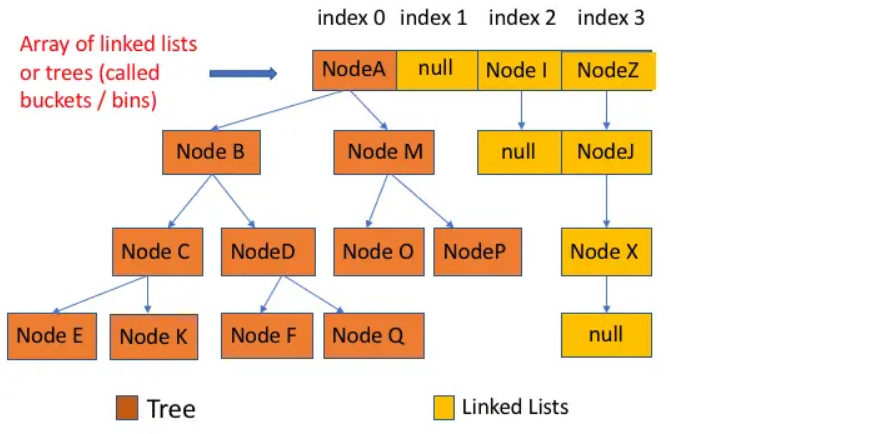 index 0 index 1 index 2 index 3
Array of linked lists
or trees (called
buckets / bins)
NodeA null Node I NodeZ
Node B Node M null NodeJ
Node C NodeD Node O NodeP Node X
Node E Node K Node F Node Q null
Tree Linked Lists